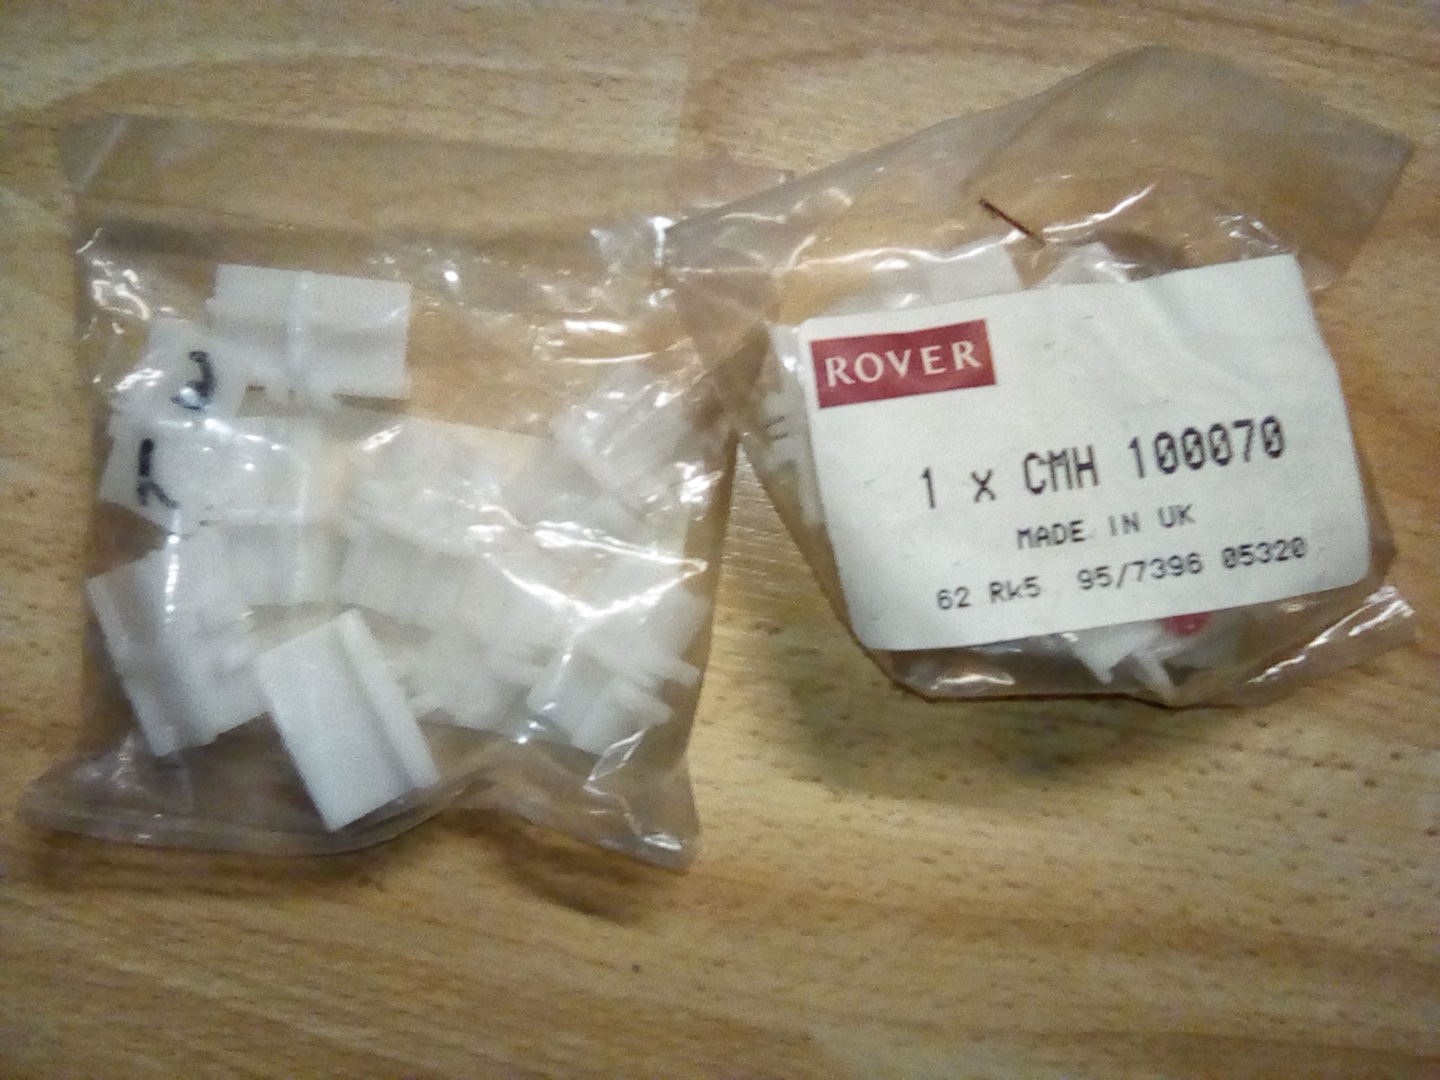 ROVER
1 x CMH 100070
MADE IN UK
62 Rk5 95/7396 05320